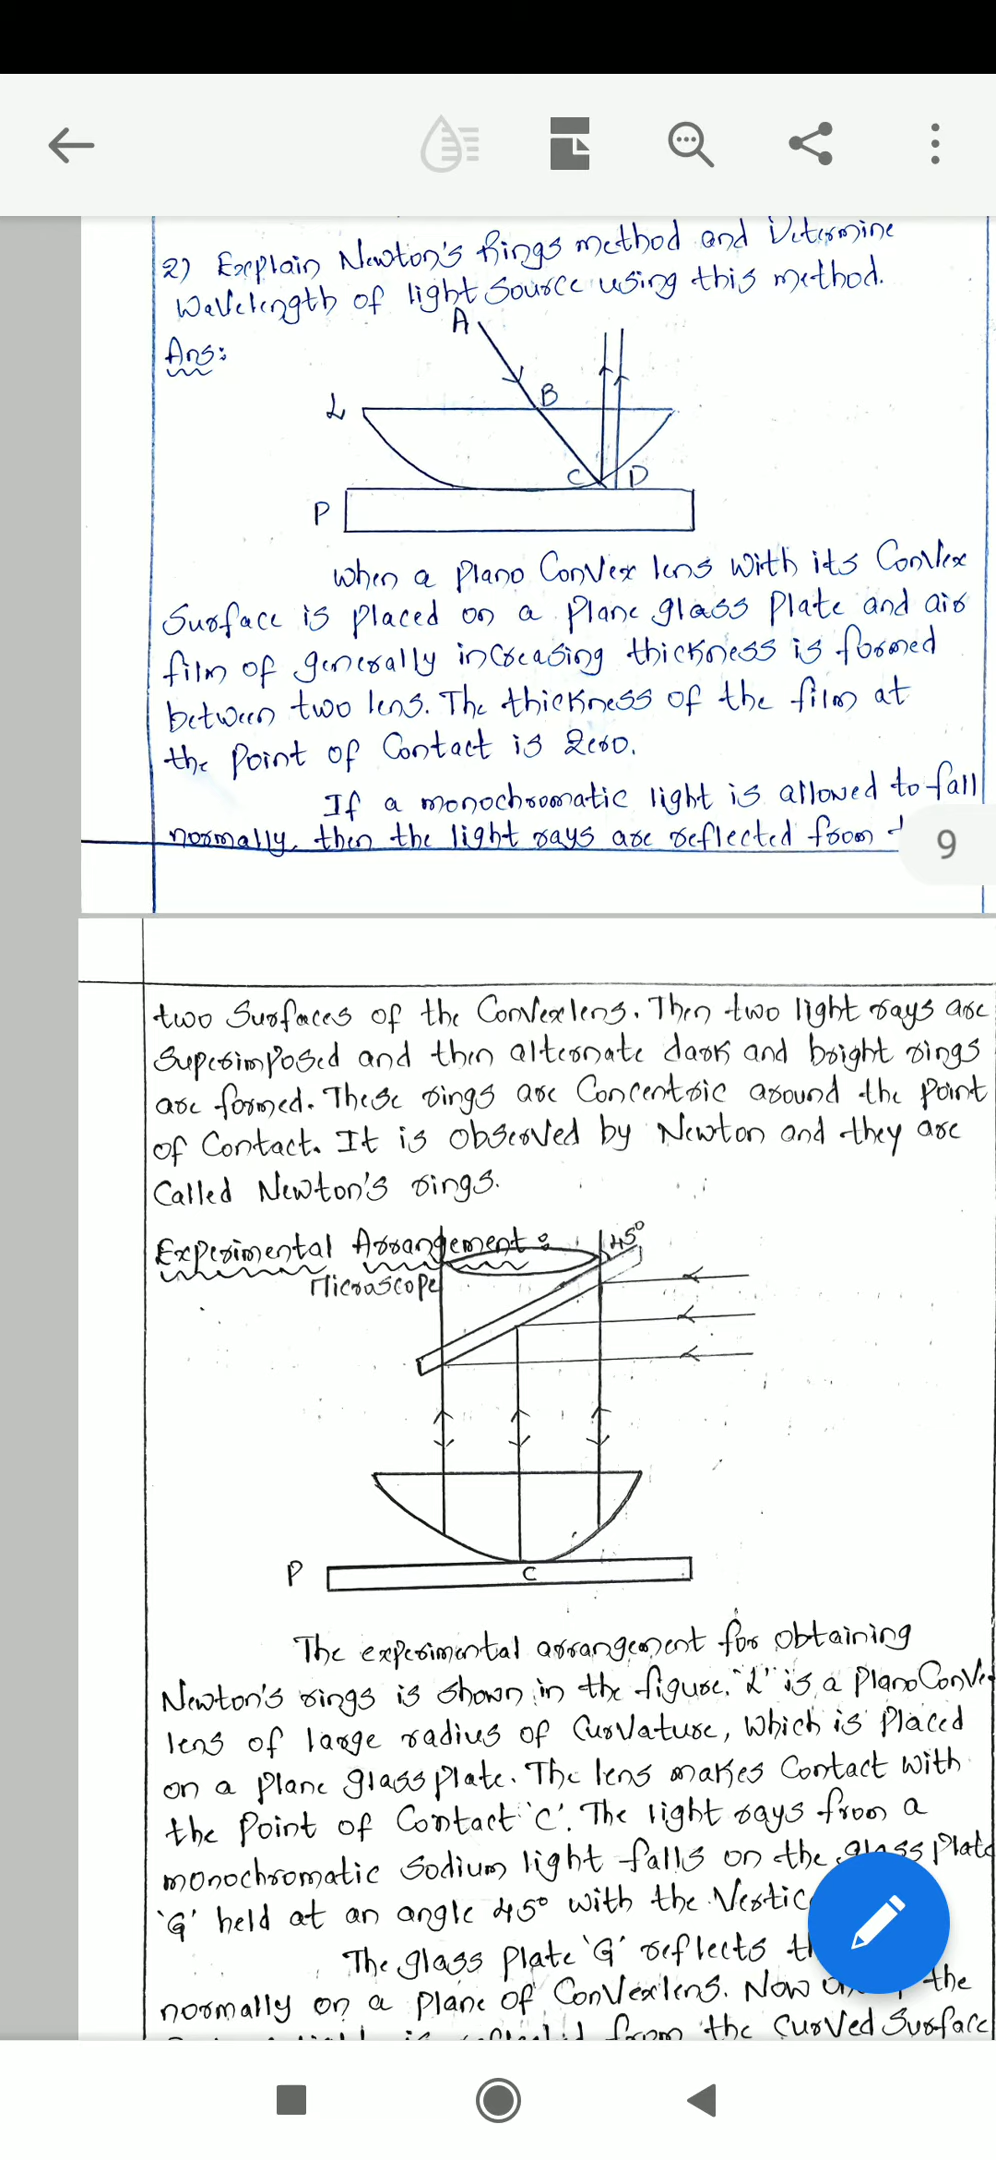 2) Explain Newton's Rings method and Determine
Wavelength of light source using this method.
Ans:
A
B
L
C
D
P
When a Plano Convex lens with its Convex
Surface is placed on a Plane glass Plate and air
film of generally increasing thickness is formed
between two lens. The thickness of the film at
the Point of Contact is Zero.
If a monochromatic light is allowed to fall
normally, then the light rays are reflected from
9
two Surfaces of the Convexlens. Then two light rays are
Superimposed and then alternate dark and bright rings
are formed. These rings are Concentric around the Point
of Contact. It is observed by Newton and they are
Called Newton's rings.
Experimental Arrangement:
45°
Microscope
P
C
The experimental arrangement for obtaining
Newton's rings is shown in the figure. "L" is a Plano
lens of large radius of Curvature, which is Placed
on a Plane glass plate. The lens makes Contact with
the Point of Contact 'C'. The light rays from a
monochromatic Sodium light falls on the glass Plate
'G' held at an angle 45° with the
The glass Plate 'G' reflects
normally on a plane of Convexlens. Now the
from the Curved Surface